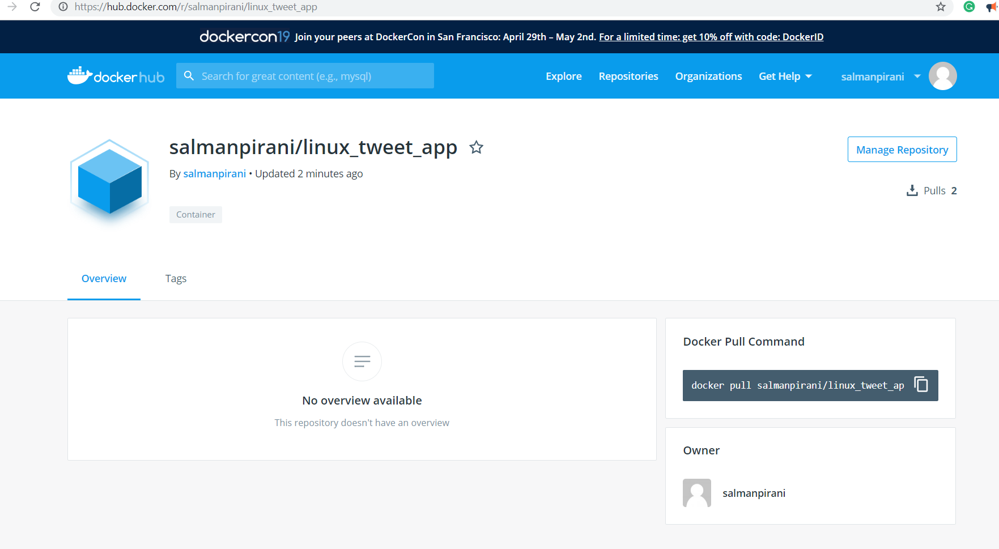 https://hub.docker.com/r/salmanpirani/linux_tweet_app
dockercon19 Join your peers at DockerCon in San Francisco: April 29th – May 2nd. For a limited time: get 10% off with code: DockerID
docker hub Search for great content (e.g., mysql) Explore Repositories Organizations Get Help salmanpirani
salmanpirani/linux_tweet_app
Manage Repository
By salmanpirani • Updated 2 minutes ago
Pulls 2
Container
Overview Tags
No overview available
This repository doesn't have an overview
Docker Pull Command
docker pull salmanpirani/linux_tweet_ap
Owner
salmanpirani